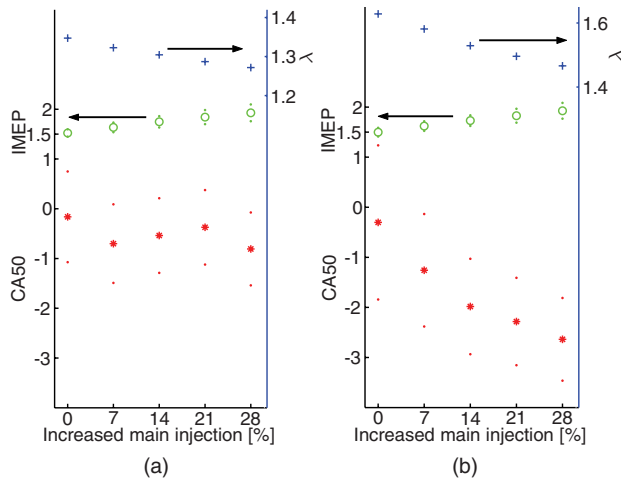 1.4
1.3
λ
1.2
2
IMEP
1.5
1
0
-1
CA50
-2
-3
0 7 14 21 28
Increased main injection [%]
(a)
1.6
λ
1.4
2
IMEP
1.5
1
0
-1
CA50
-2
-3
0 7 14 21 28
Increased main injection [%]
(b)